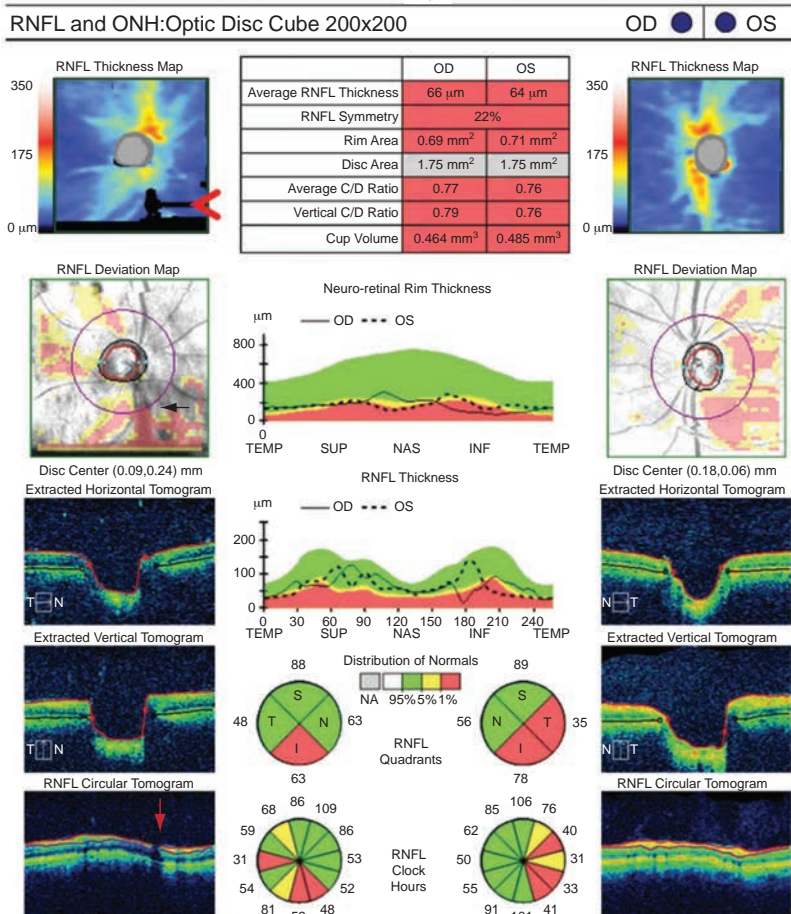 RNFL and ONH:Optic Disc Cube 200x200 OD OS
RNFL Thickness Map
350
175
0 µm
OD OS
Average RNFL Thickness 66 µm 64 µm
RNFL Symmetry 22%
Rim Area 0.69 mm² 0.71 mm²
Disc Area 1.75 mm² 1.75 mm²
Average C/D Ratio 0.77 0.76
Vertical C/D Ratio 0.79 0.76
Cup Volume 0.464 mm³ 0.485 mm³
RNFL Thickness Map
350
175
0 µm
RNFL Deviation Map
Disc Center (0.09,0.24) mm
Neuro-retinal Rim Thickness
µm OD OS
800
400
0
0
TEMP SUP NAS INF TEMP
RNFL Deviation Map
Disc Center (0.18,0.06) mm
Extracted Horizontal Tomogram
T N
RNFL Thickness
µm OD OS
200
100
0
0 30 60 90 120 150 180 210 240
TEMP SUP NAS INF TEMP
Extracted Horizontal Tomogram
N T
Extracted Vertical Tomogram
T N
Distribution of Normals
NA 95% 5% 1%
88
48 S T N I 63
63
RNFL
Quadrants
89
56 S N T I 35
78
Extracted Vertical Tomogram
N T
RNFL Circular Tomogram
86
68 109
59 86
31 53
54 52
81 48
RNFL
Clock
Hours
106
85 76
62 40
50 31
55 33
91 41
RNFL Circular Tomogram